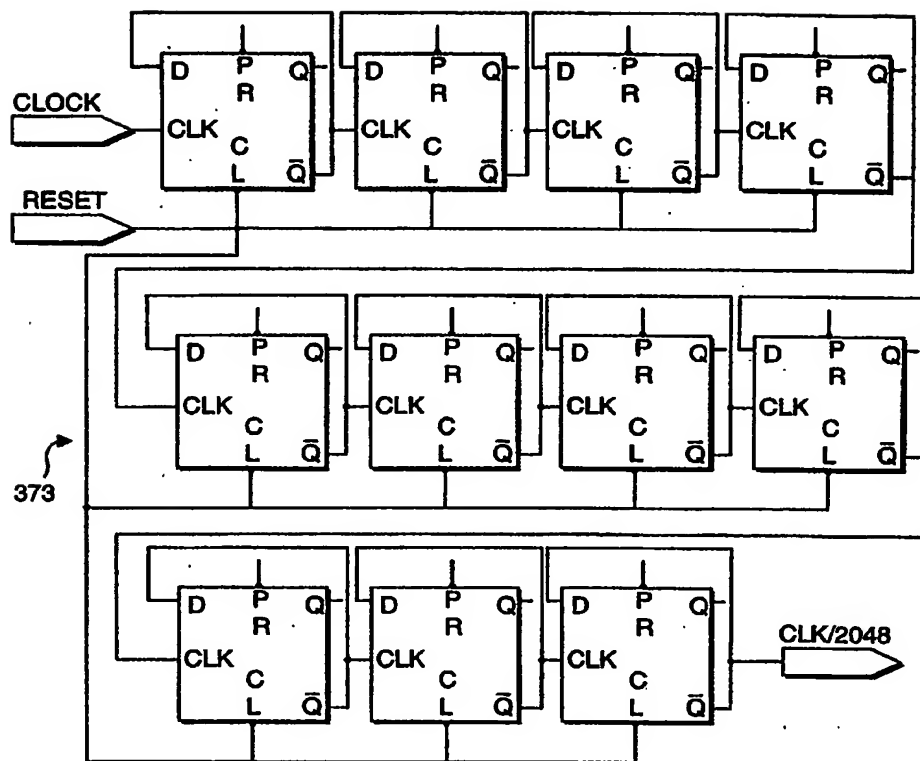 D P Q D P Q D P Q D P Q
R R R R
CLOCK
CLK CLK CLK CLK
C C C C
L Q̅ L Q̅ L Q̅ L Q̅
RESET
D P Q D P Q D P Q D P Q
R R R R
CLK CLK CLK CLK
C C C C
L Q̅ L Q̅ L Q̅ L Q̅
373
D P Q D P Q D P Q
R R R
CLK/2048
CLK CLK CLK
C C C
L Q̅ L Q̅ L Q̅